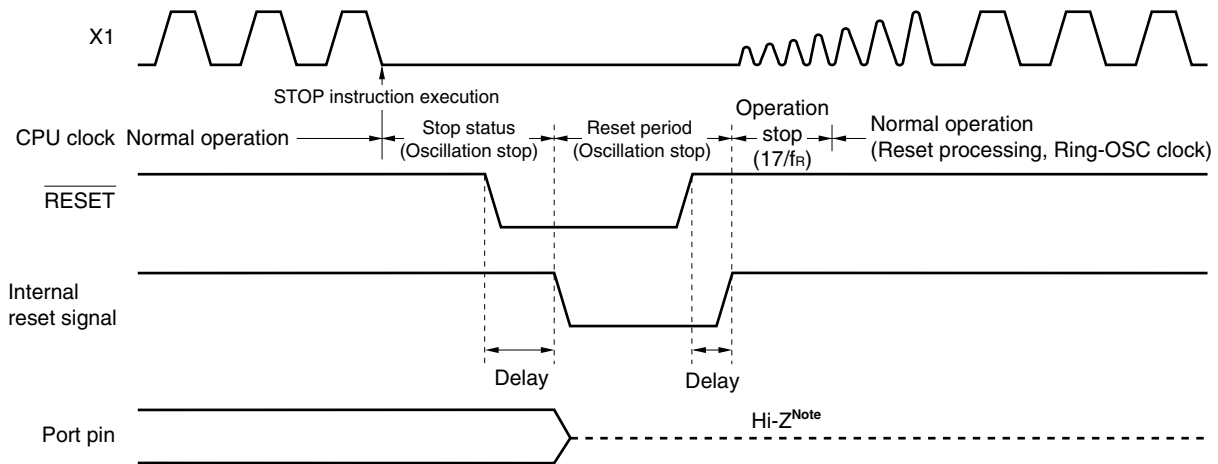 X1
STOP instruction execution
CPU clock
Normal operation
Stop status
(Oscillation stop)
Reset period
(Oscillation stop)
Operation
stop
(17/fR)
Normal operation
(Reset processing, Ring-OSC clock)
RESET
Internal
reset signal
Delay
Delay
Port pin
Hi-ZNote